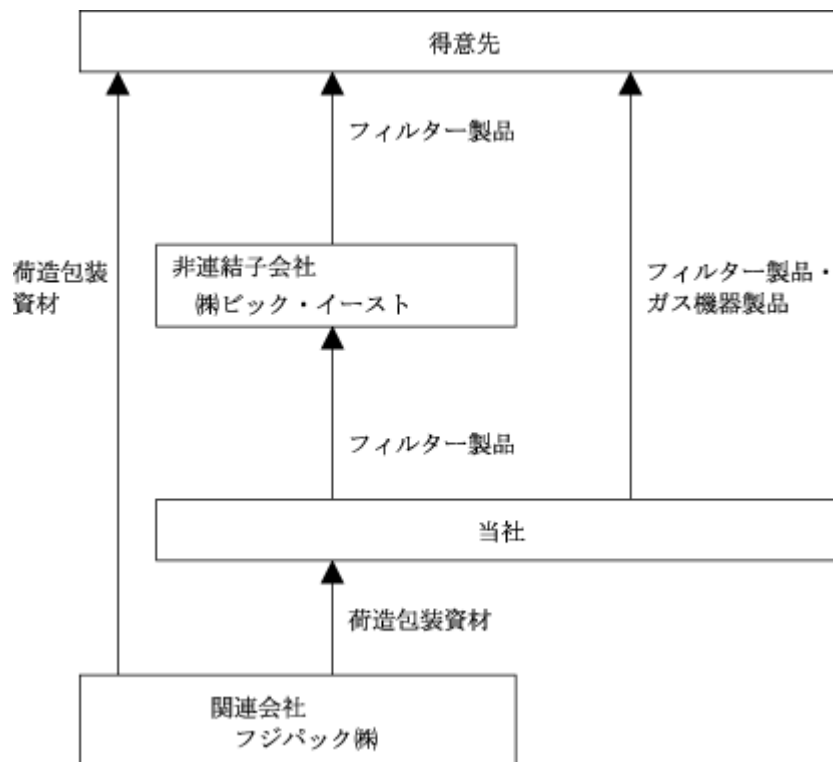 得意先
フィルター製品
荷造包装
資材
非連結子会社
㈱ビック・イースト
フィルター製品・
ガス機器製品
フィルター製品
当社
荷造包装資材
関連会社
フジパック㈱